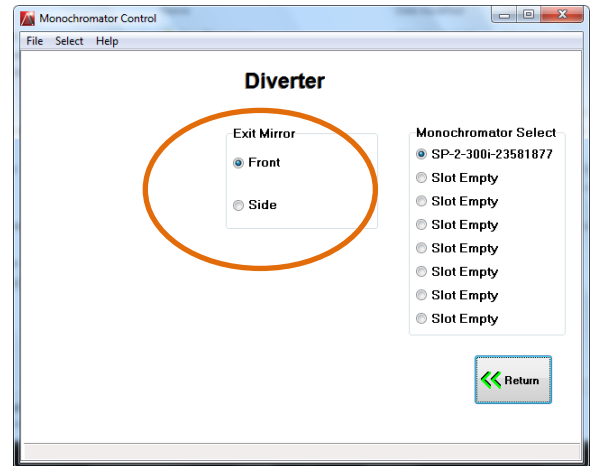 Monochromator Control
File Select Help
Diverter
Exit Mirror
Front
Side
Monochromator Select
SP-2-300i-23581877
Slot Empty
Slot Empty
Slot Empty
Slot Empty
Slot Empty
Slot Empty
Slot Empty
Return